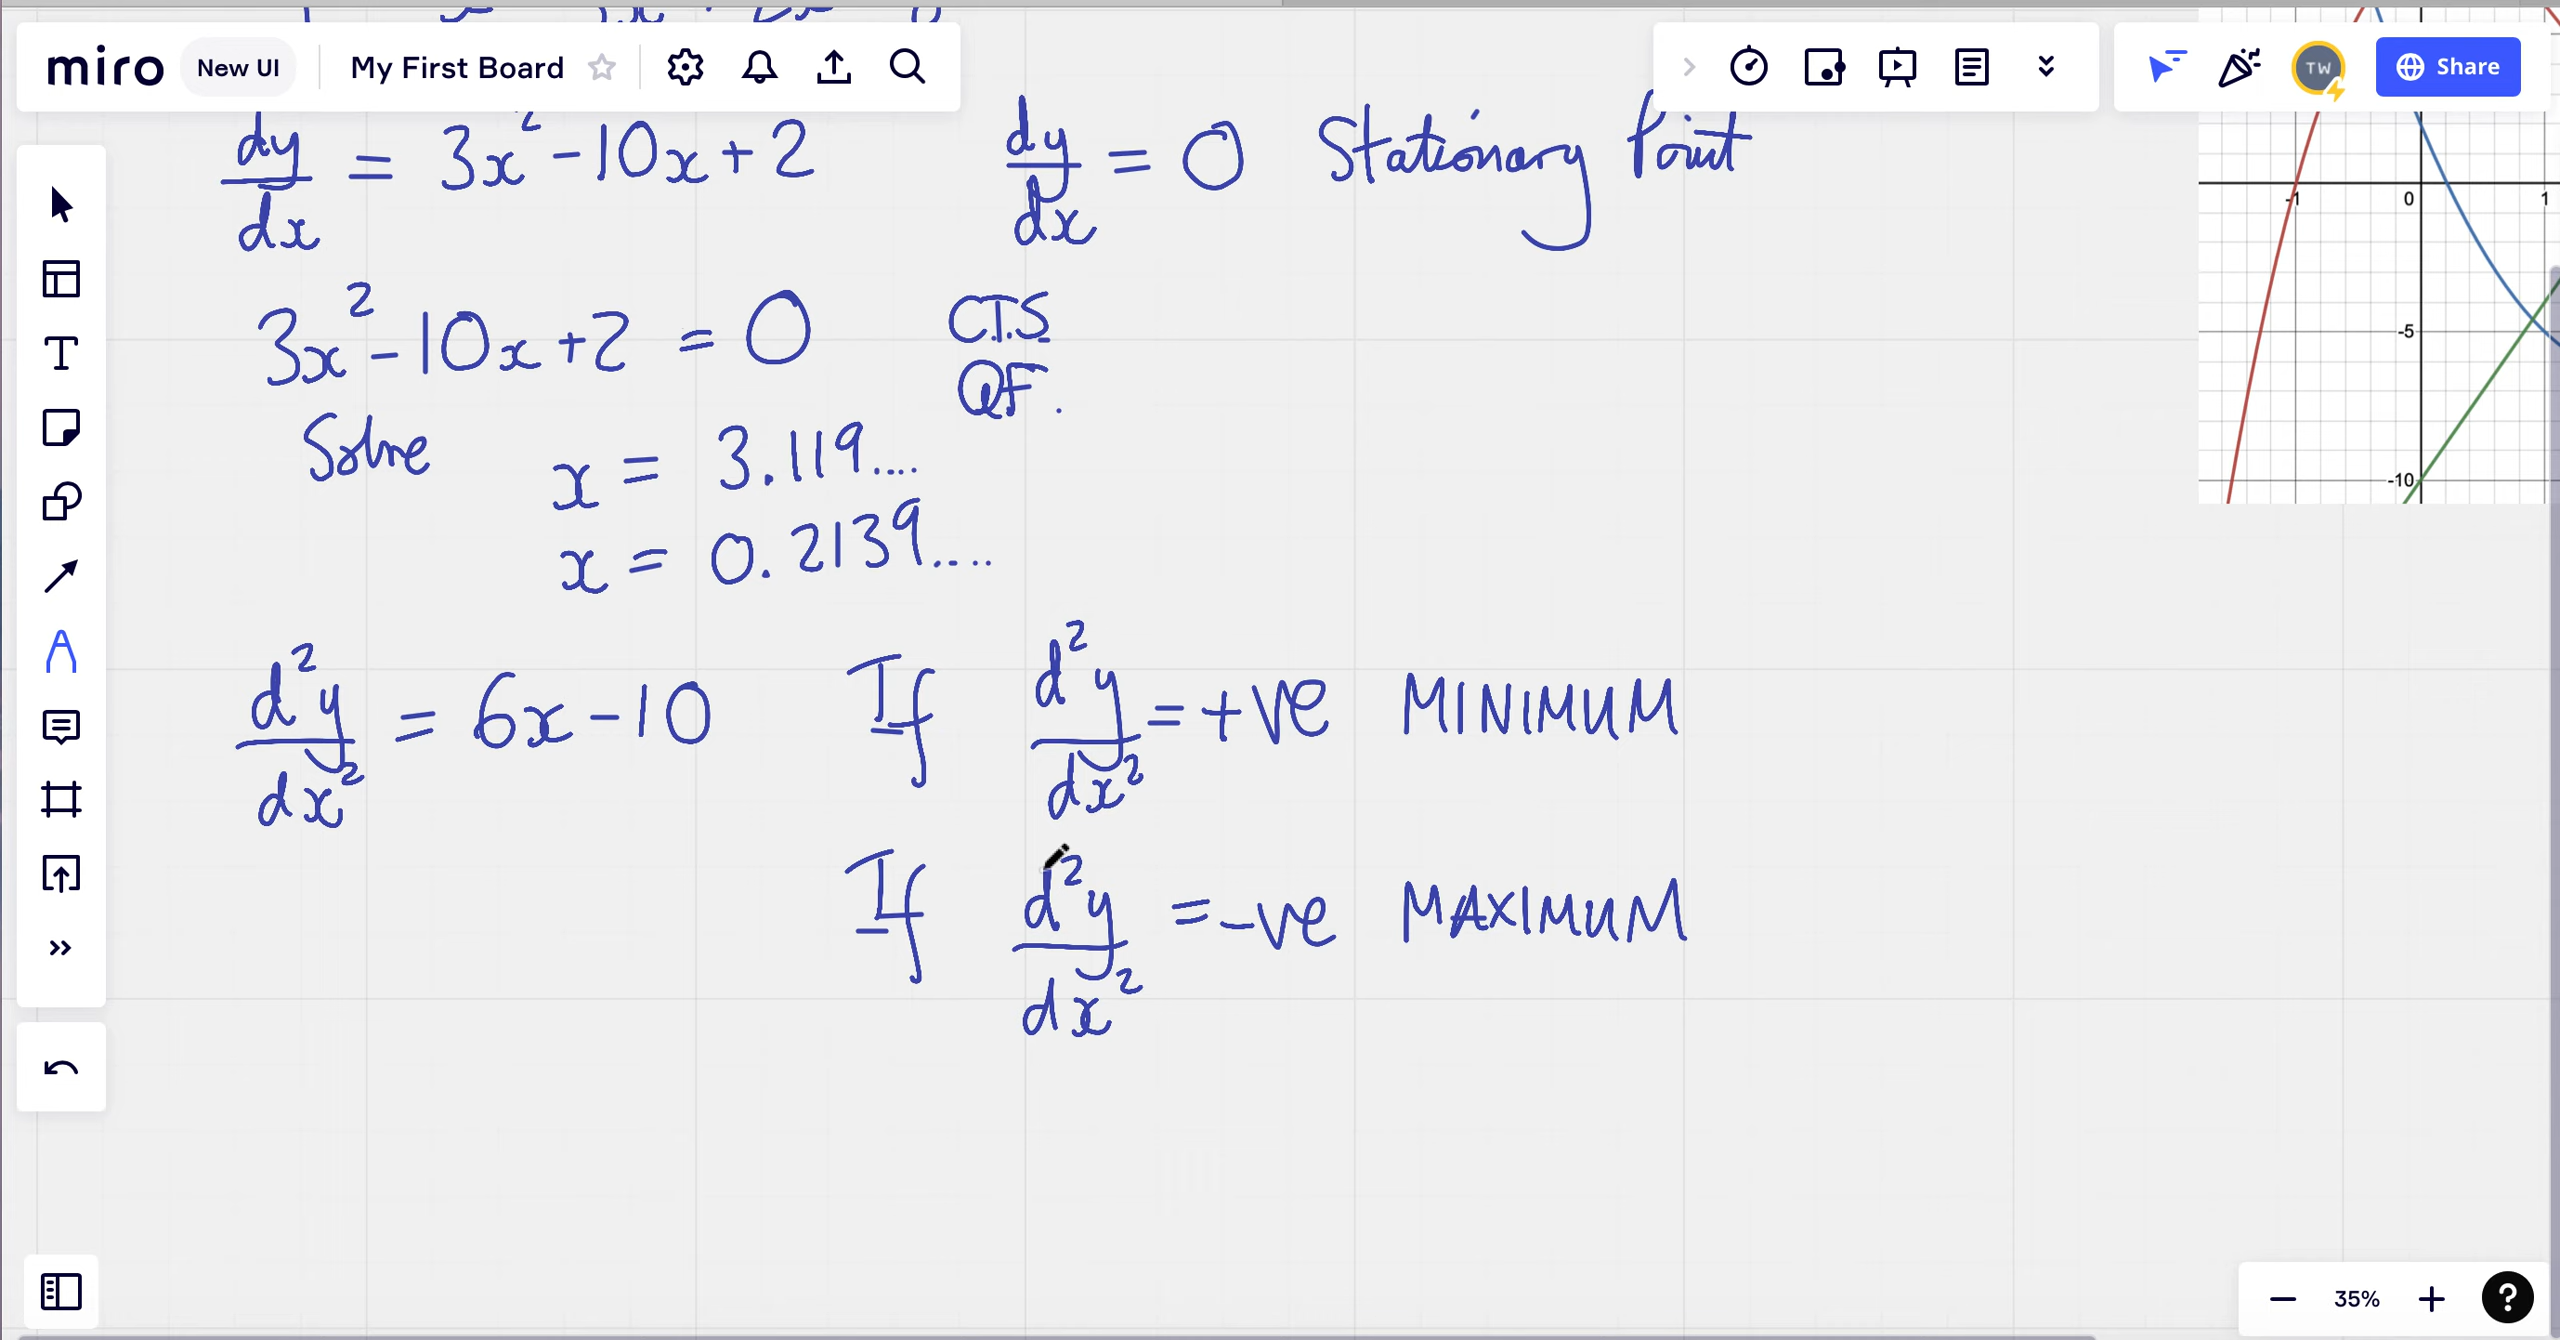 miro New UI My First Board
TW Share
dy/dx = 3x² - 10x + 2 dy/dx = 0 Stationary Point
3x² - 10x + 2 = 0 C.T.S
QF.
Solve x = 3.119....
x = 0.2139....
d²y/dx² = 6x - 10 If d²y/dx² = +ve MINIMUM
If d²y/dx² = -ve MAXIMUM
-1 0 1
-5
-10
35%